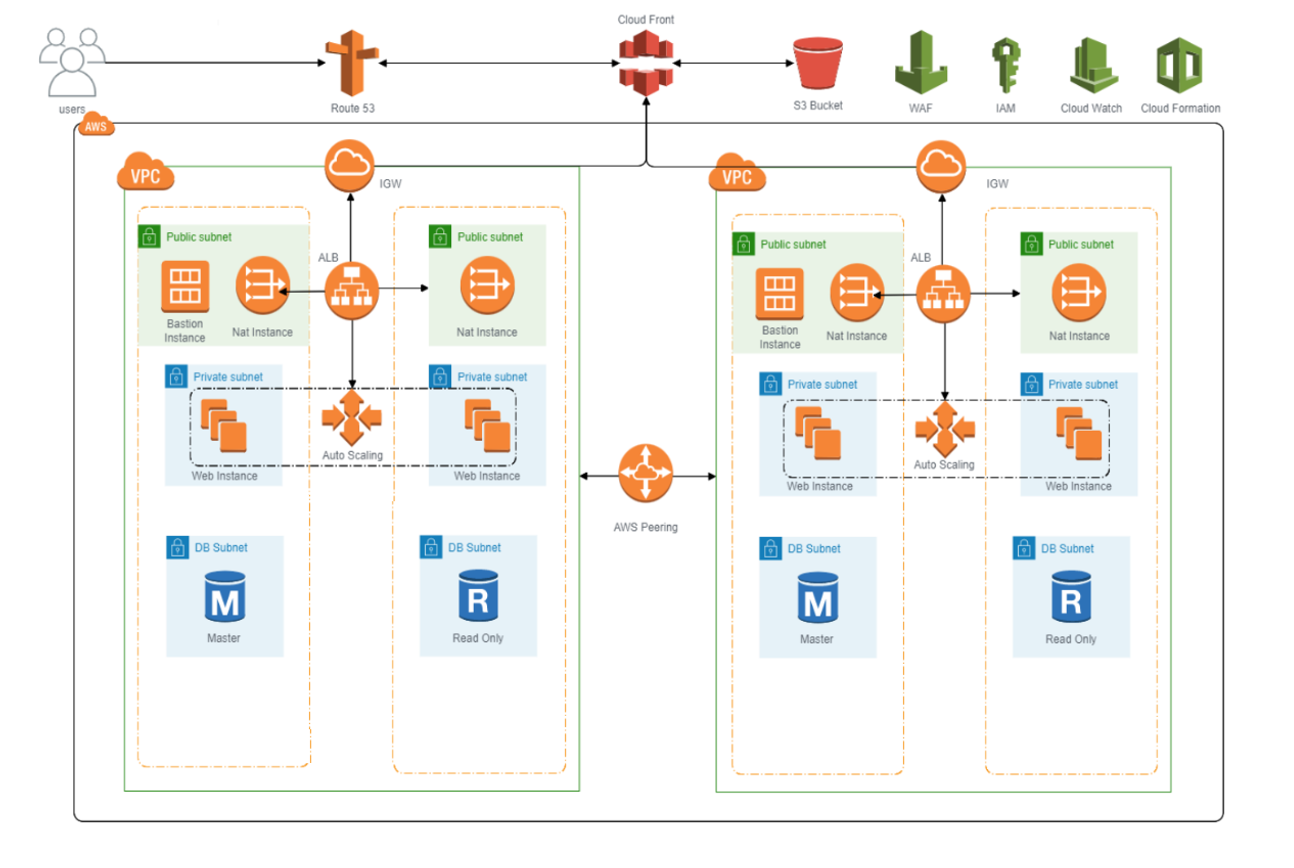 Cloud Front
users
Route 53
S3 Bucket
WAF
IAM
Cloud Watch
Cloud Formation
AWS
VPC
IGW
Public subnet
Bastion
Instance
Nat Instance
ALB
Public subnet
Nat Instance
Private subnet
Web Instance
Auto Scaling
Private subnet
Web Instance
DB Subnet
M
Master
DB Subnet
R
Read Only
AWS Peering
VPC
IGW
Public subnet
Bastion
Instance
Nat Instance
ALB
Public subnet
Nat Instance
Private subnet
Web Instance
Auto Scaling
Private subnet
Web Instance
DB Subnet
M
Master
DB Subnet
R
Read Only